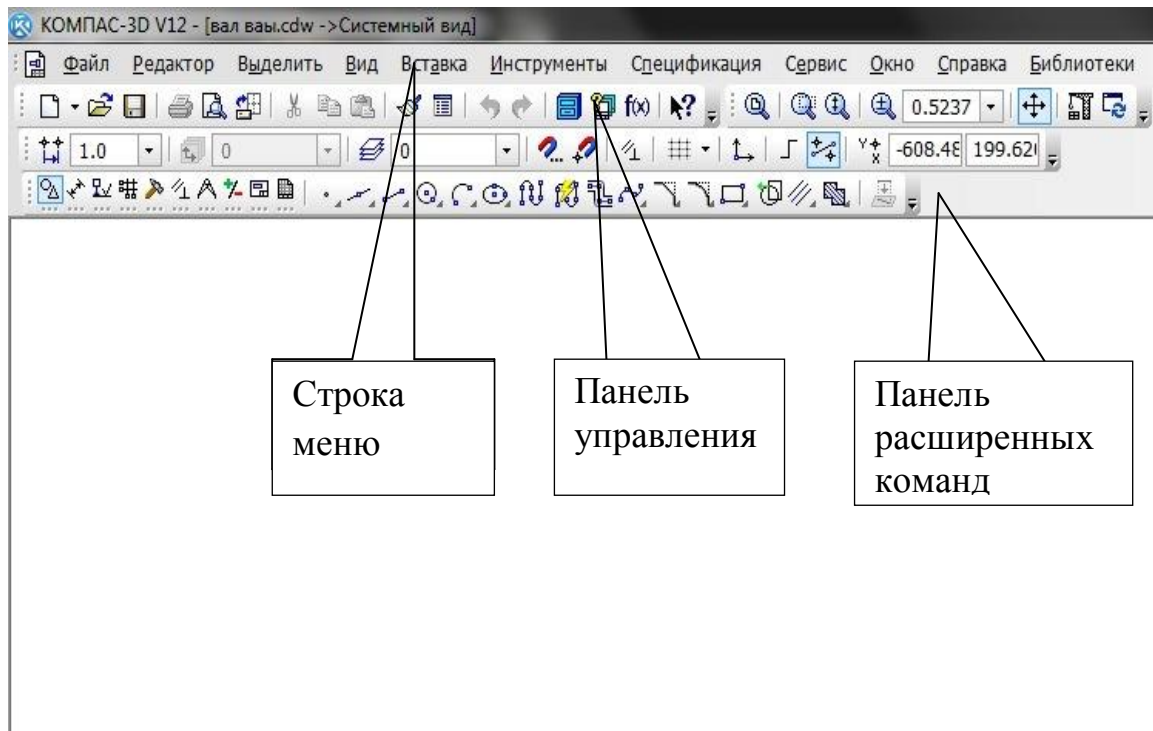 КОМПАС-3D V12 - [вал ваы.cdw ->Системный вид]
Файл Редактор Выделить Вид Вставка Инструменты Спецификация Сервис Окно Справка Библиотеки
f(x) 0.5237
1.0 0 0 Y X -608.48 199.620
Строка
меню
Панель
управления
Панель
расширенных
команд